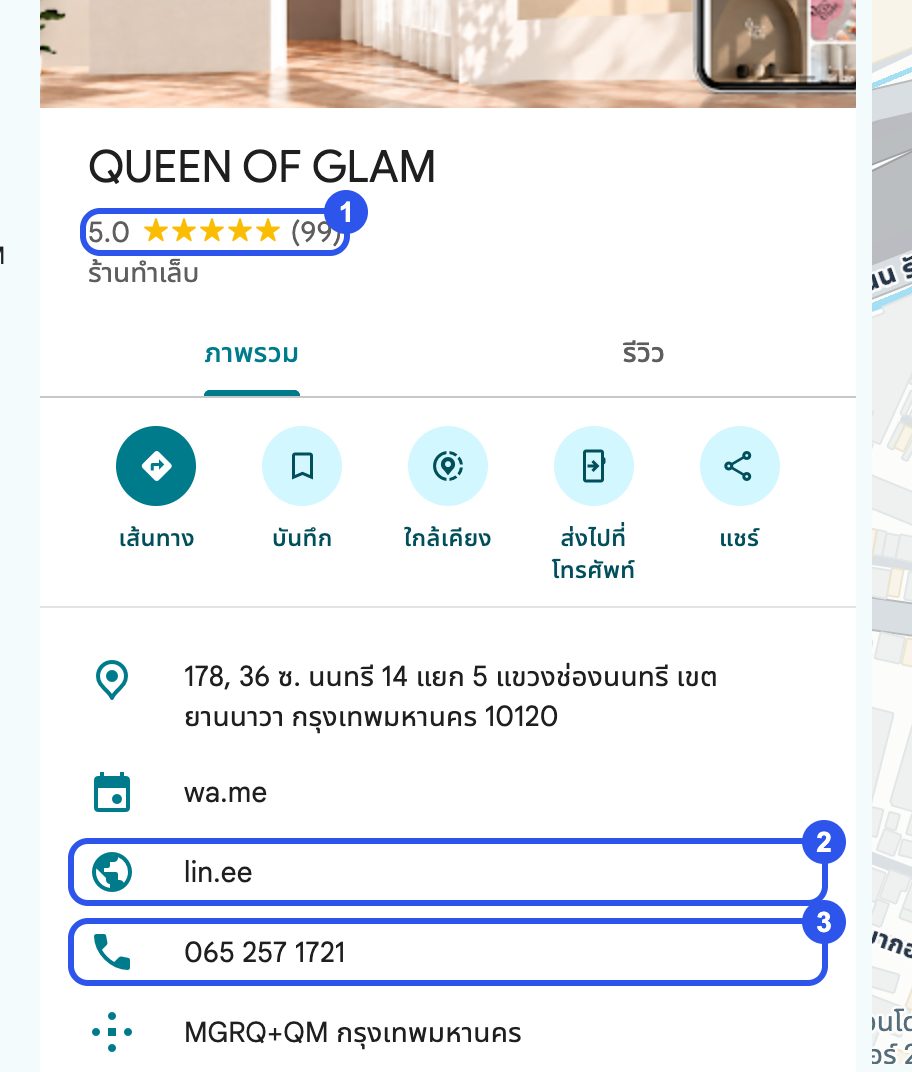 QUEEN OF GLAM
1
5.0 ★★★★★ (99)
ร้านทำเล็บ
ภาพรวม
รีวิว
เส้นทาง
บันทึก
ใกล้เคียง
ส่งไปที่
โทรศัพท์
แชร์
178, 36 ซ. นนทรี 14 แยก 5 แขวงช่องนนทรี เขต
ยานนาวา กรุงเทพมหานคร 10120
wa.me
2
lin.ee
3
065 257 1721
MGRQ+QM กรุงเทพมหานคร